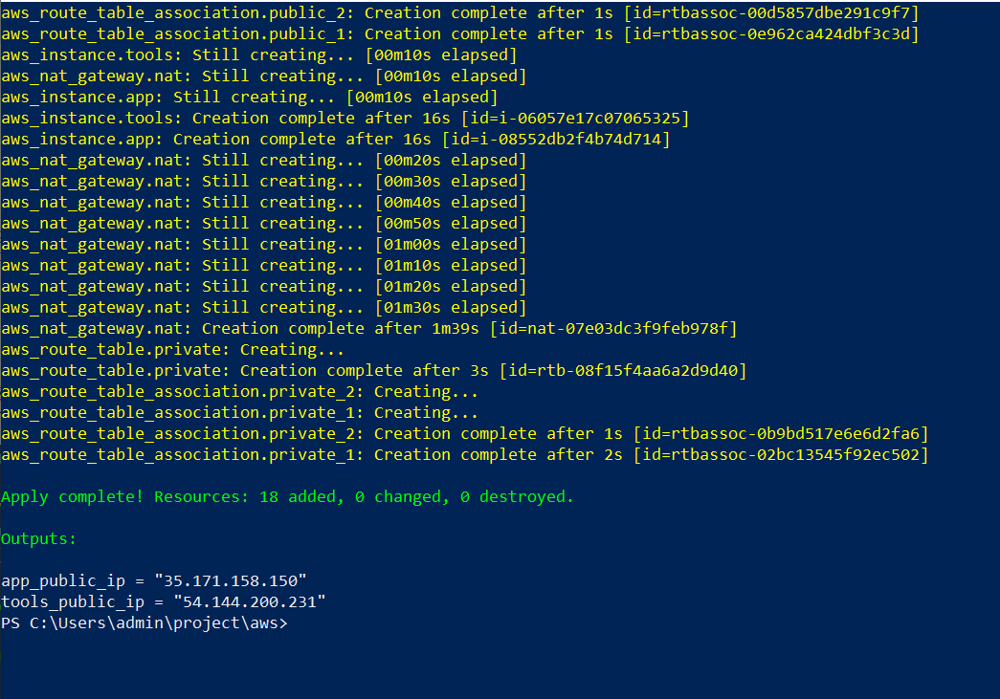 aws_route_table_association.public_2: Creation complete after 1s [id=rtbassoc-00d5857dbe291c9f7]
aws_route_table_association.public_1: Creation complete after 1s [id=rtbassoc-0e962ca424dbf3c3d]
aws_instance.tools: Still creating... [00m10s elapsed]
aws_nat_gateway.nat: Still creating... [00m10s elapsed]
aws_instance.app: Still creating... [00m10s elapsed]
aws_instance.tools: Creation complete after 16s [id=i-06057e17c07065325]
aws_instance.app: Creation complete after 16s [id=i-08552db2f4b74d714]
aws_nat_gateway.nat: Still creating... [00m20s elapsed]
aws_nat_gateway.nat: Still creating... [00m30s elapsed]
aws_nat_gateway.nat: Still creating... [00m40s elapsed]
aws_nat_gateway.nat: Still creating... [00m50s elapsed]
aws_nat_gateway.nat: Still creating... [01m00s elapsed]
aws_nat_gateway.nat: Still creating... [01m10s elapsed]
aws_nat_gateway.nat: Still creating... [01m20s elapsed]
aws_nat_gateway.nat: Still creating... [01m30s elapsed]
aws_nat_gateway.nat: Creation complete after 1m39s [id=nat-07e03dc3f9feb978f]
aws_route_table.private: Creating...
aws_route_table.private: Creation complete after 3s [id=rtb-08f15f4aa6a2d9d40]
aws_route_table_association.private_2: Creating...
aws_route_table_association.private_1: Creating...
aws_route_table_association.private_2: Creation complete after 1s [id=rtbassoc-0b9bd517e6e6d2fa6]
aws_route_table_association.private_1: Creation complete after 2s [id=rtbassoc-02bc13545f92ec502]
Apply complete! Resources: 18 added, 0 changed, 0 destroyed.
Outputs:
app_public_ip = "35.171.158.150"
tools_public_ip = "54.144.200.231"
PS C:\Users\admin\project\aws>